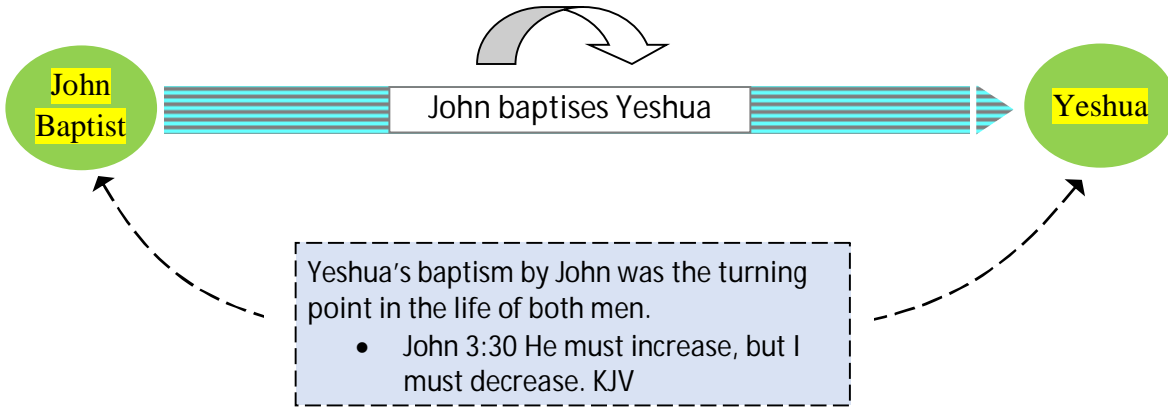 John
Baptist
John baptises Yeshua
Yeshua
Yeshua’s baptism by John was the turning
point in the life of both men.
• John 3:30 He must increase, but I
must decrease. KJV